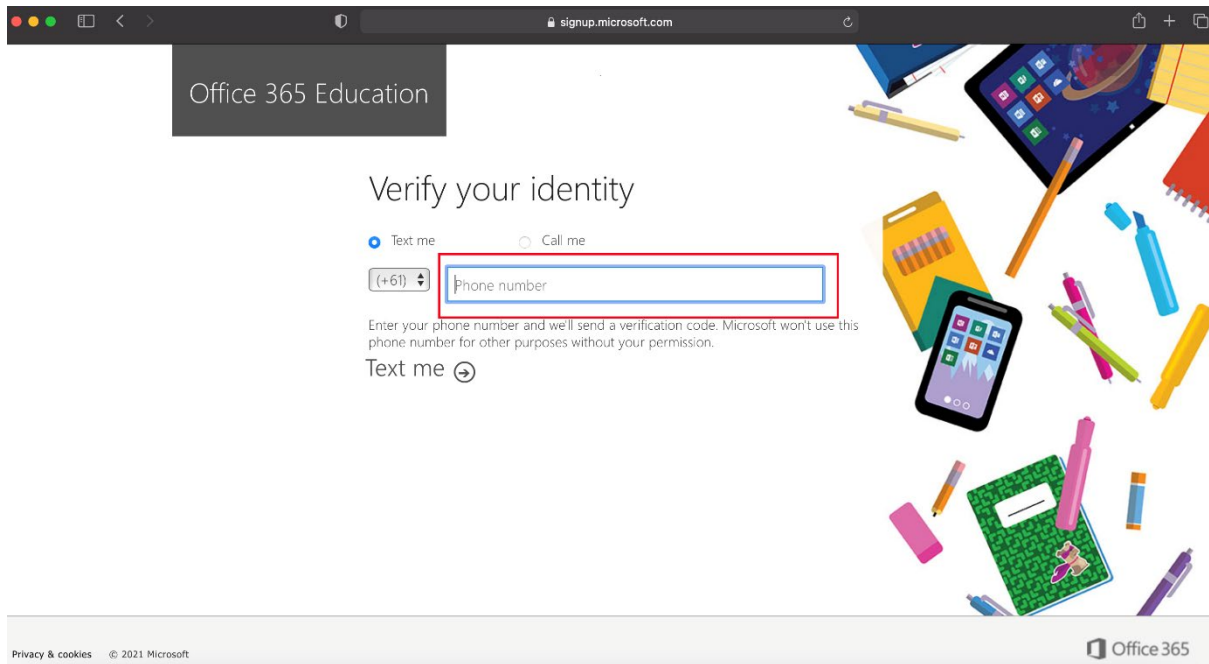 signup.microsoft.com
Office 365 Education
Verify your identity
Text me
Call me
(+61)
Phone number
Enter your phone number and we'll send a verification code. Microsoft won't use this
phone number for other purposes without your permission.
Text me
Privacy & cookies
© 2021 Microsoft
Office 365